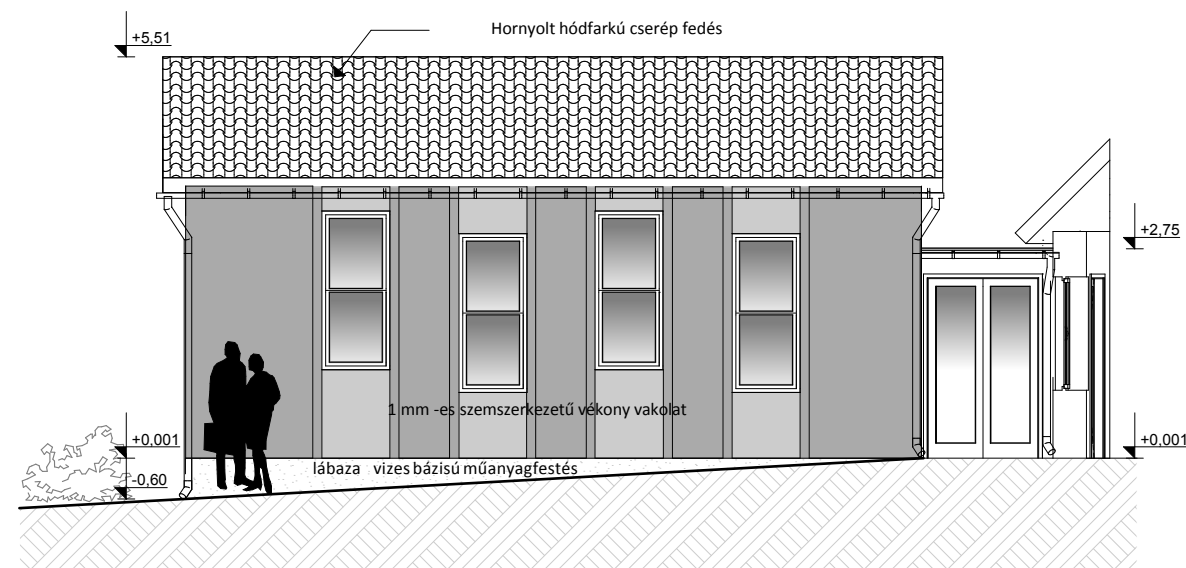 Hornyolt hódfarkú cserép fedés
+5,51
+2,75
1 mm -es szemszerkezetű vékony vakolat
+0,001
+0,001
lábaza vizes bázisú műanyagfestés
-0,60